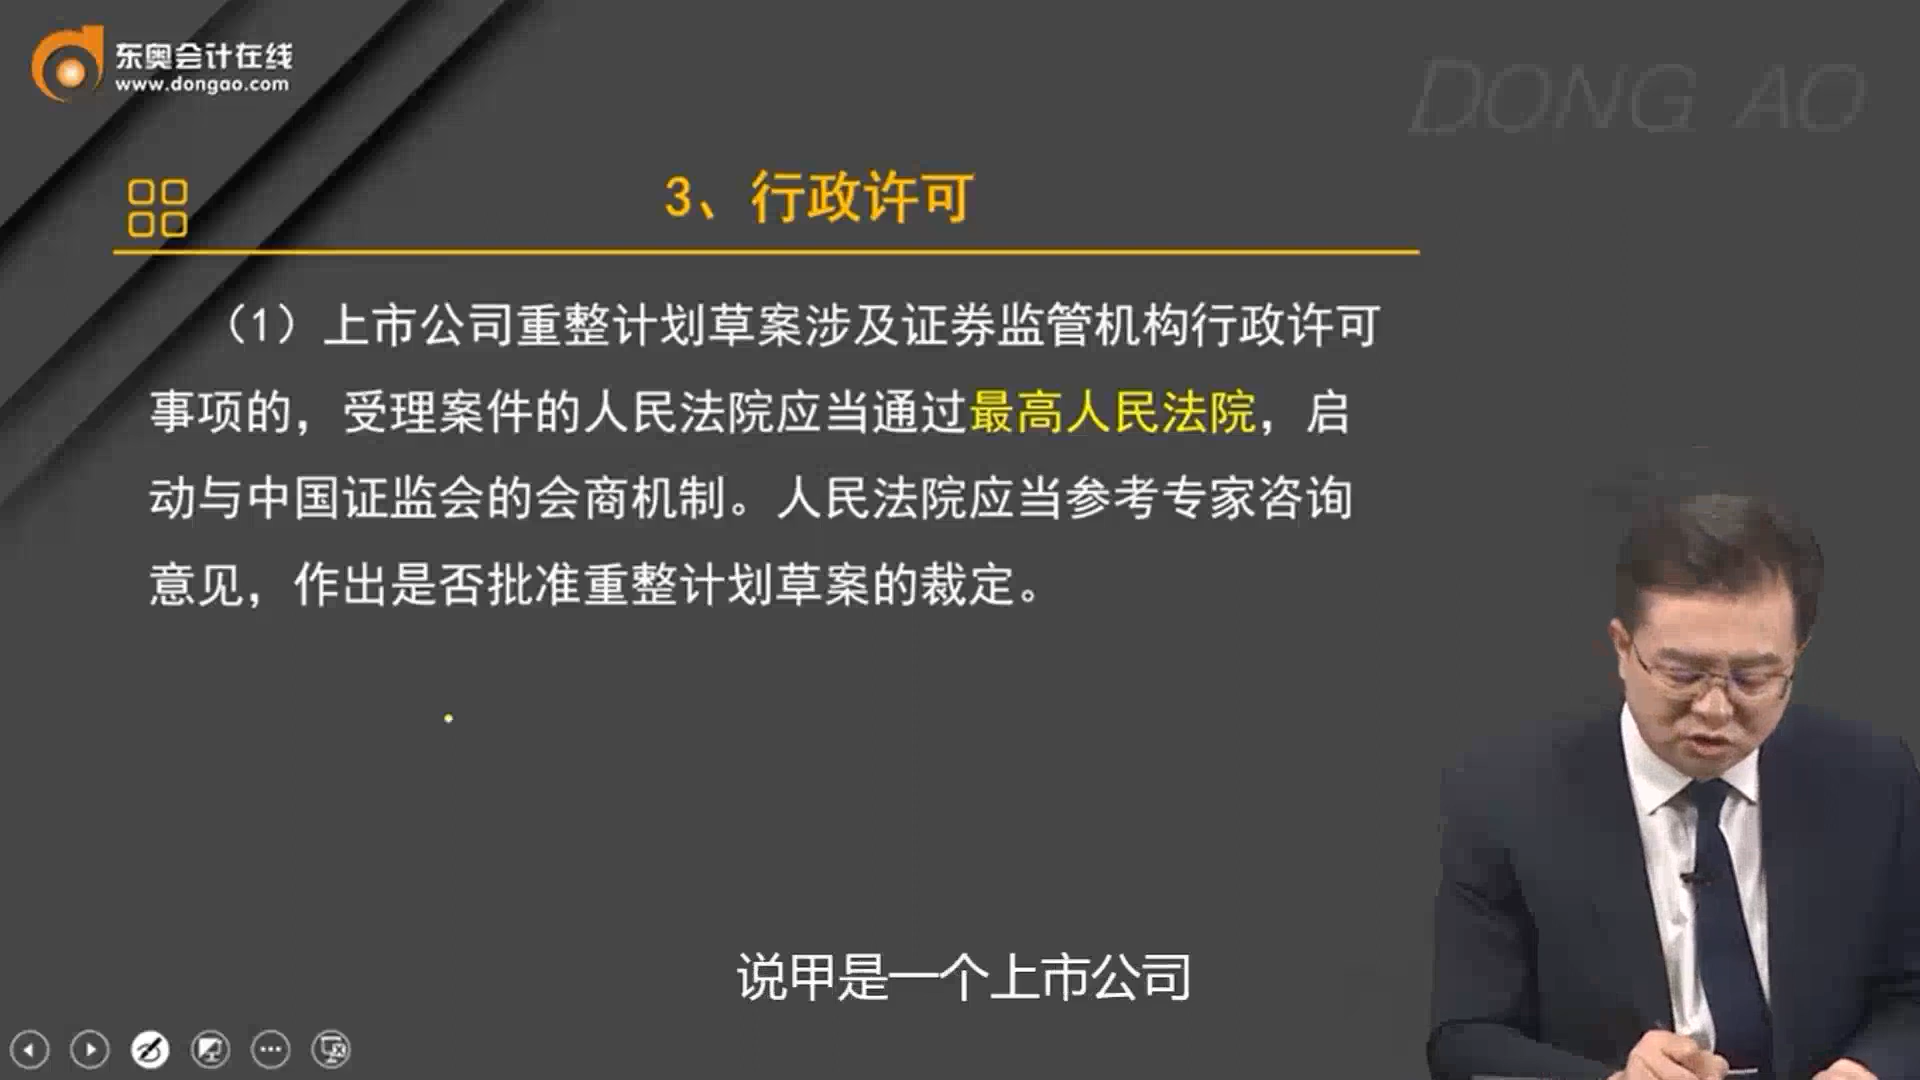 东奥会计在线
www.dongao.com
DONG AO
3、行政许可
（1）上市公司重整计划草案涉及证券监管机构行政许可
事项的，受理案件的人民法院应当通过最高人民法院，启
动与中国证监会的会商机制。人民法院应当参考专家咨询
意见，作出是否批准重整计划草案的裁定。
说甲是一个上市公司